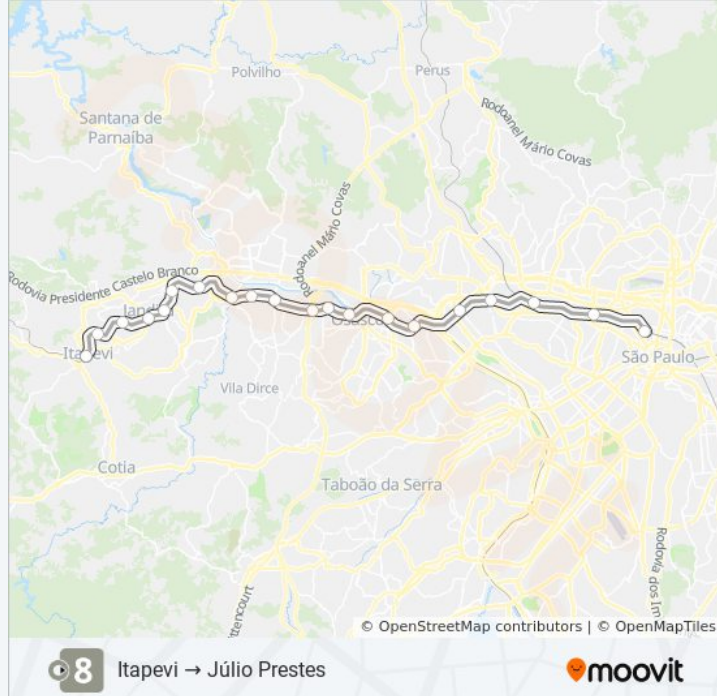 Polvilho
Perus
Santana de
Parnaíba
Rodoanel Mário Covas
Rodoanel Mário Covas
Rodovia Presidente Castelo Branco
Itapevi
São Paulo
Vila Dirce
Cotia
Taboão da Serra
© OpenStreetMap contributors | © OpenMapTiles
8 Itapevi → Júlio Prestes
moovit